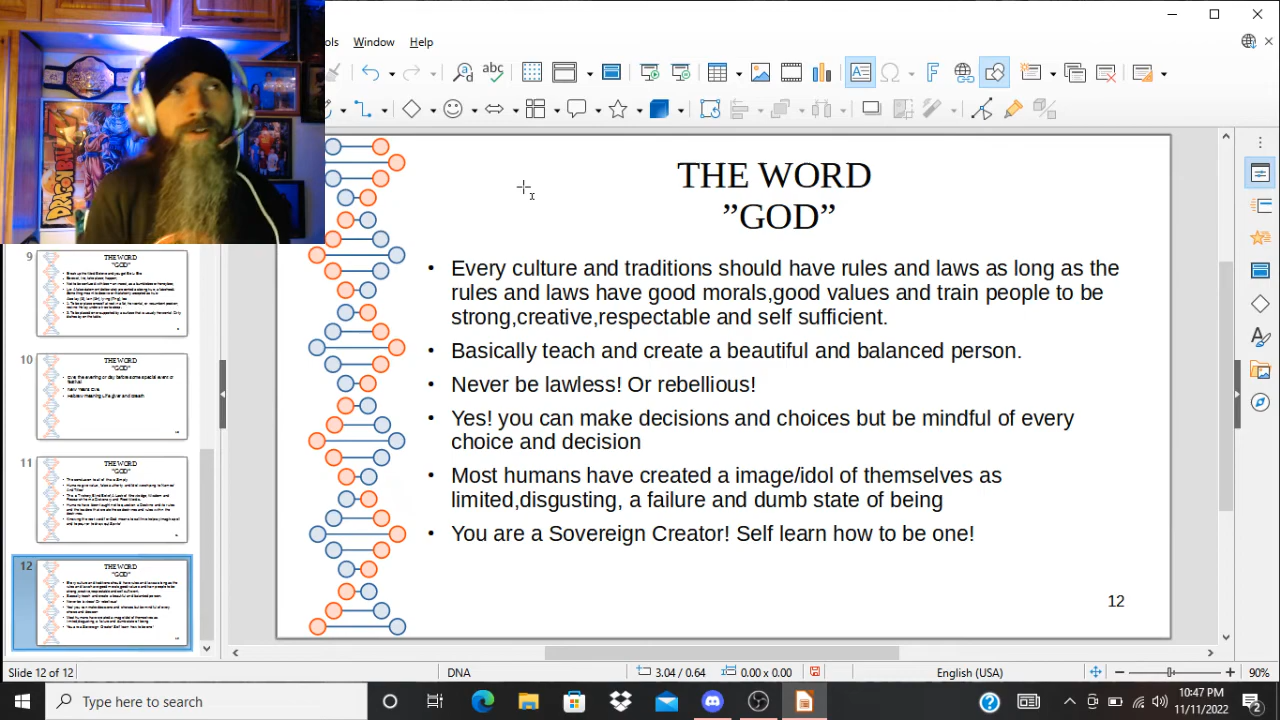 DRAGON BALL
ols Window Help
9
THE WORD
"GOD"
10
THE WORD
"GOD"
11
THE WORD
"GOD"
12
THE WORD
"GOD"
THE WORD
”GOD”
• Every culture and traditions should have rules and laws as long as the
rules and laws have good morals,good values and train people to be
strong,creative,respectable and self sufficient.
• Basically teach and create a beautiful and balanced person.
• Never be lawless! Or rebellious!
• Yes! you can make decisions and choices but be mindful of every
choice and decision
• Most humans have created a image/idol of themselves as
limited,disgusting, a failure and dumb state of being
• You are a Sovereign Creator! Self learn how to be one!
12
Slide 12 of 12 DNA 3.04 / 0.64 0.00 x 0.00 English (USA) 90%
Type here to search
10:47 PM
11/11/2022
2